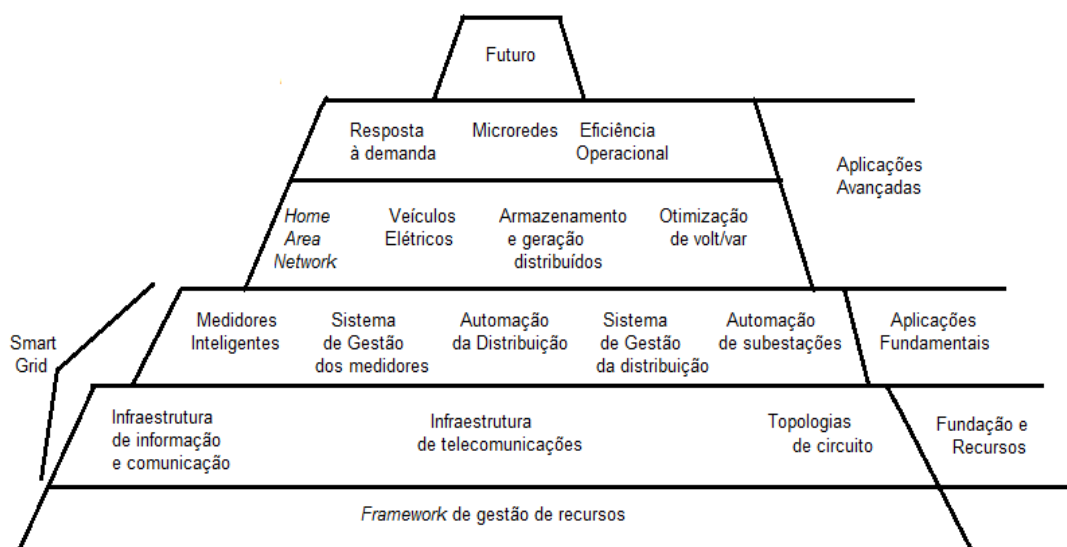 Futuro
Resposta
à demanda
Microredes
Eficiência
Operacional
Aplicações
Avançadas
Home
Area
Network
Veículos
Elétricos
Armazenamento
e geração
distribuídos
Otimização
de volt/var
Smart
Grid
Medidores
Inteligentes
Sistema
de Gestão
dos medidores
Automação
da Distribuição
Sistema
de Gestão
da distribuição
Automação
de subestações
Aplicações
Fundamentais
Infraestrutura
de informação
e comunicação
Infraestrutura
de telecomunicações
Topologias
de circuito
Fundação e
Recursos
Framework de gestão de recursos